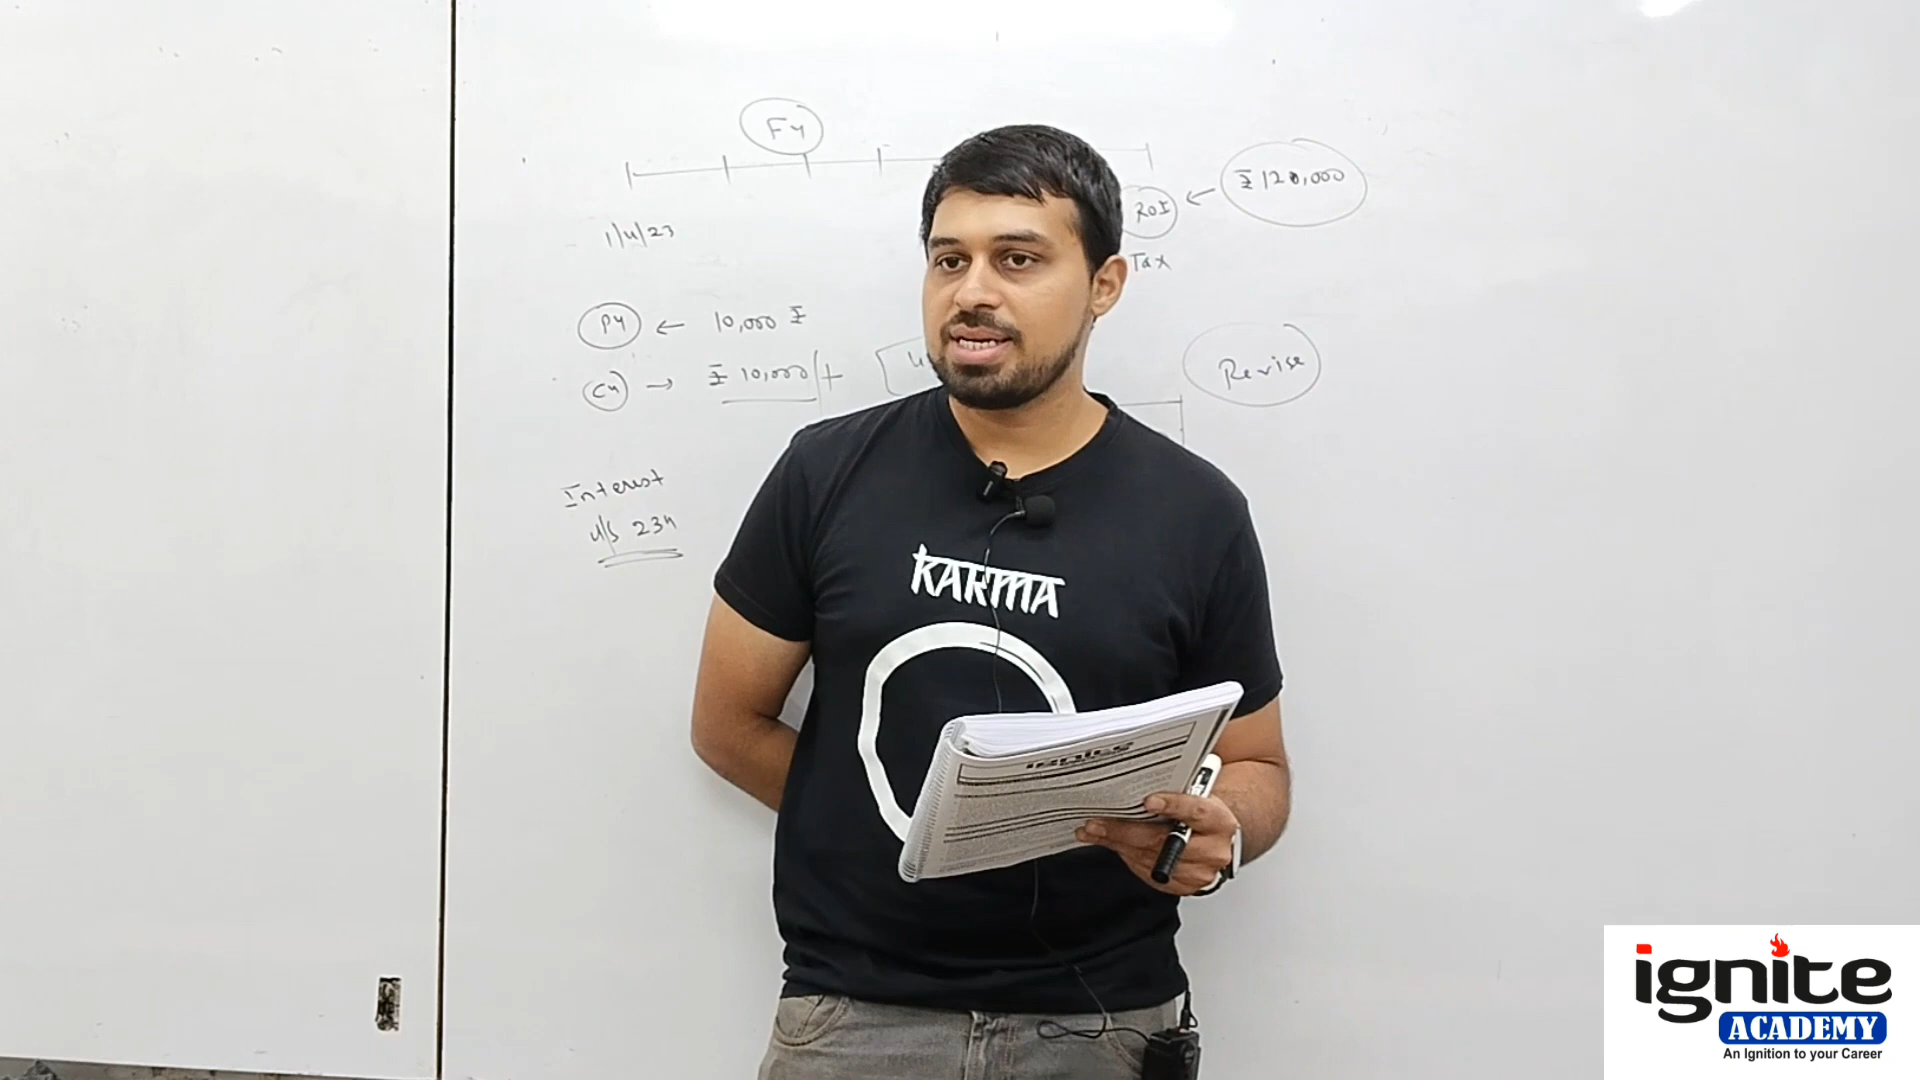 FY
₹ 120,000
ROI ←
1/4/23
Tax
PY ← 10,000 ₹
CY → ₹ 10,000 +
Revise
Interest
u/s 234
KARMA
ignite
ignite
ACADEMY
An Ignition to your Career